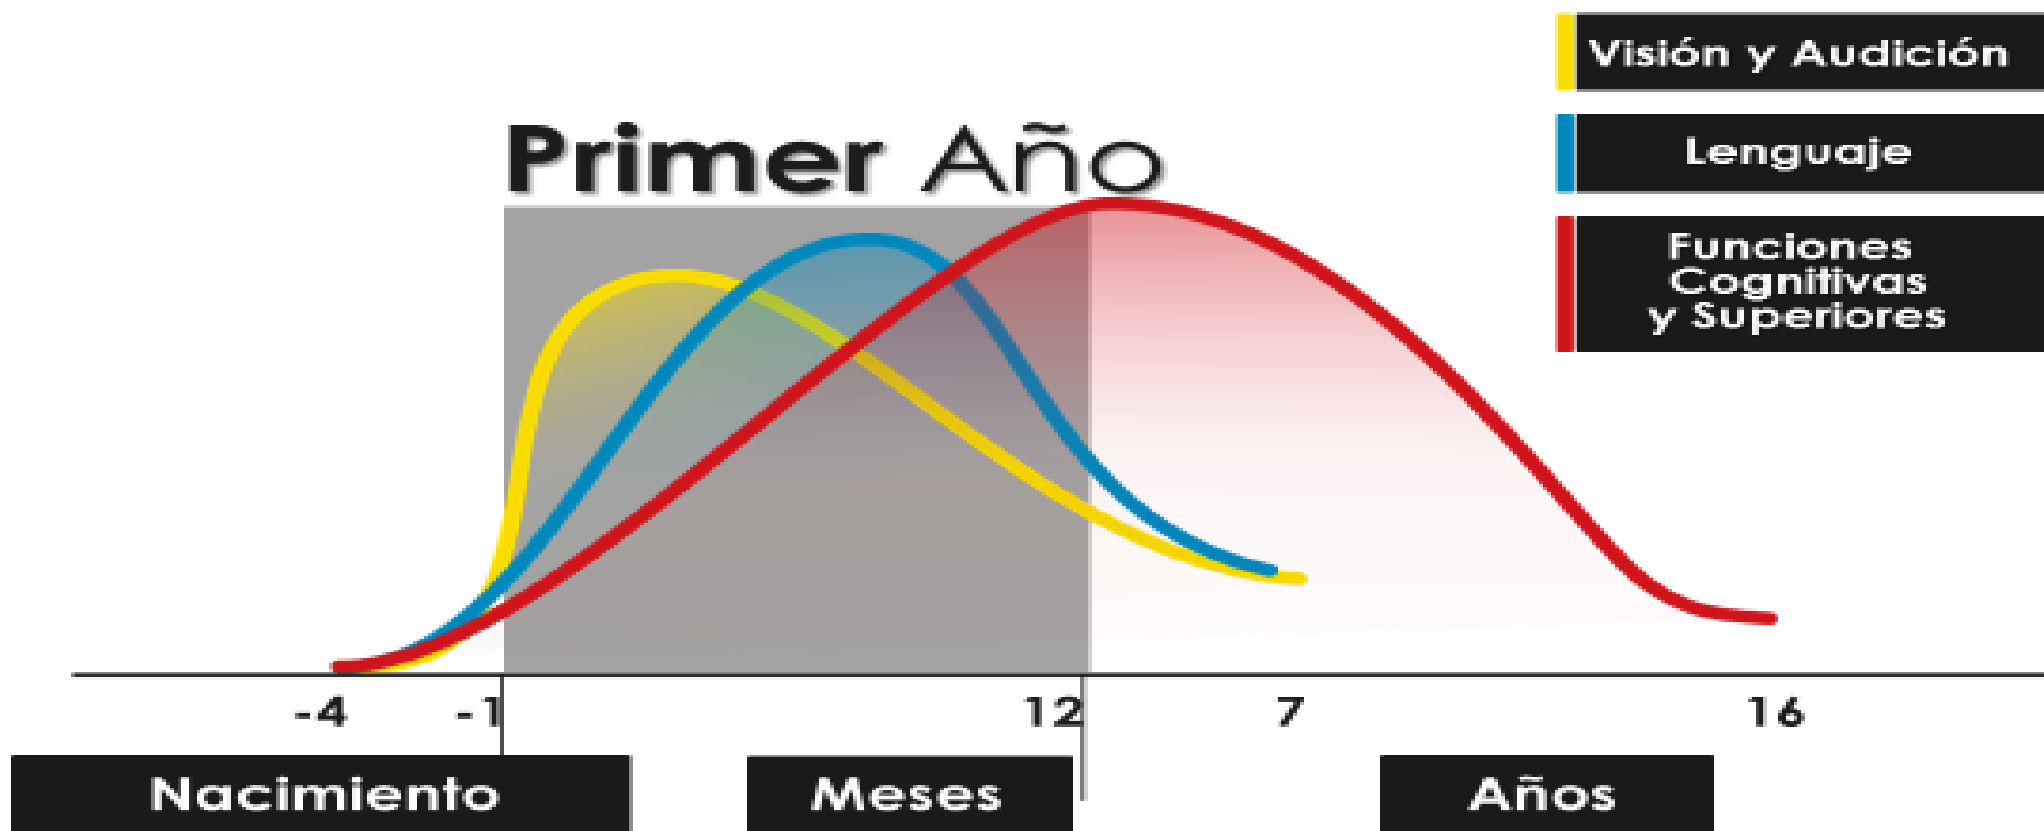 Visión y Audición
Lenguaje
Funciones
Cognitivas
y Superiores
Primer Año
-4 -1 12 7 16
Nacimiento Meses Años